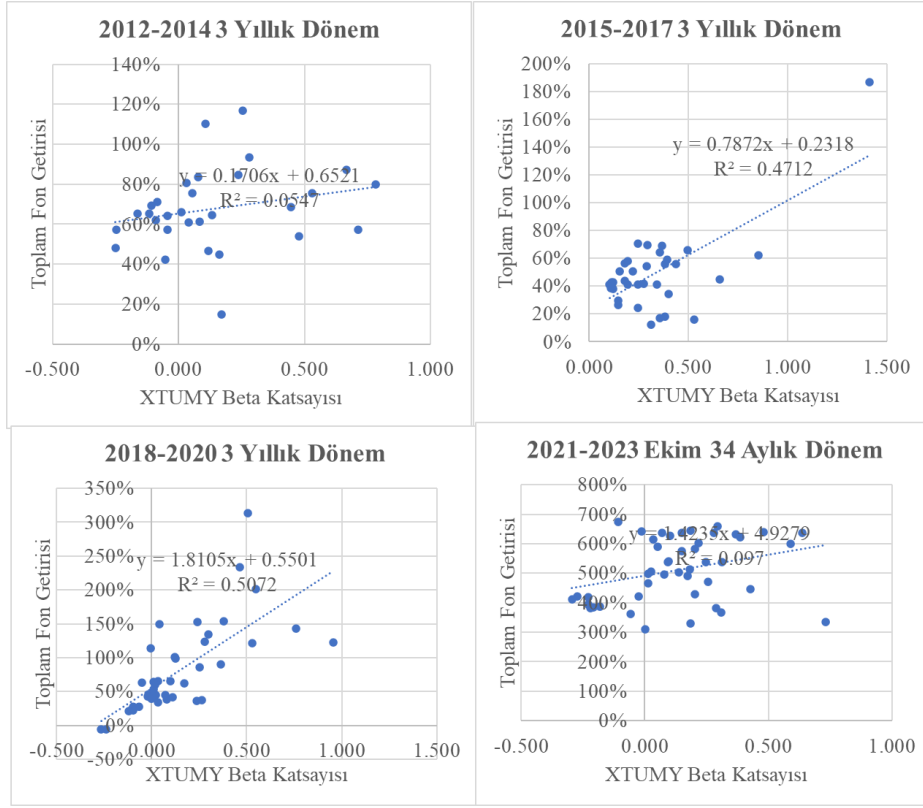 2012-2014 3 Yıllık Dönem
Toplam Fon Getirisi
140%
120%
100%
80%
60%
40%
20%
0%
y = 0.1706x + 0.6521
R² = 0.0547
-0.500 0.000 0.500 1.000
XTUMY Beta Katsayısı
2015-2017 3 Yıllık Dönem
Toplam Fon Getirisi
200%
180%
160%
140%
120%
100%
80%
60%
40%
20%
0%
y = 0.7872x + 0.2318
R² = 0.4712
0.000 0.500 1.000 1.500
XTUMY Beta Katsayısı
2018-2020 3 Yıllık Dönem
Toplam Fon Getirisi
350%
300%
250%
200%
150%
100%
50%
0%
-50%
y = 1.8105x + 0.5501
R² = 0.5072
-0.500 0.000 0.500 1.000
XTUMY Beta Katsayısı
2021-2023 Ekim 34 Aylık Dönem
Toplam Fon Getirisi
800%
700%
600%
500%
400%
300%
200%
100%
0%
y = 1.4235x + 4.9279
R² = 0.097
-0.500 0.000 0.500 1.000
XTUMY Beta Katsayısı